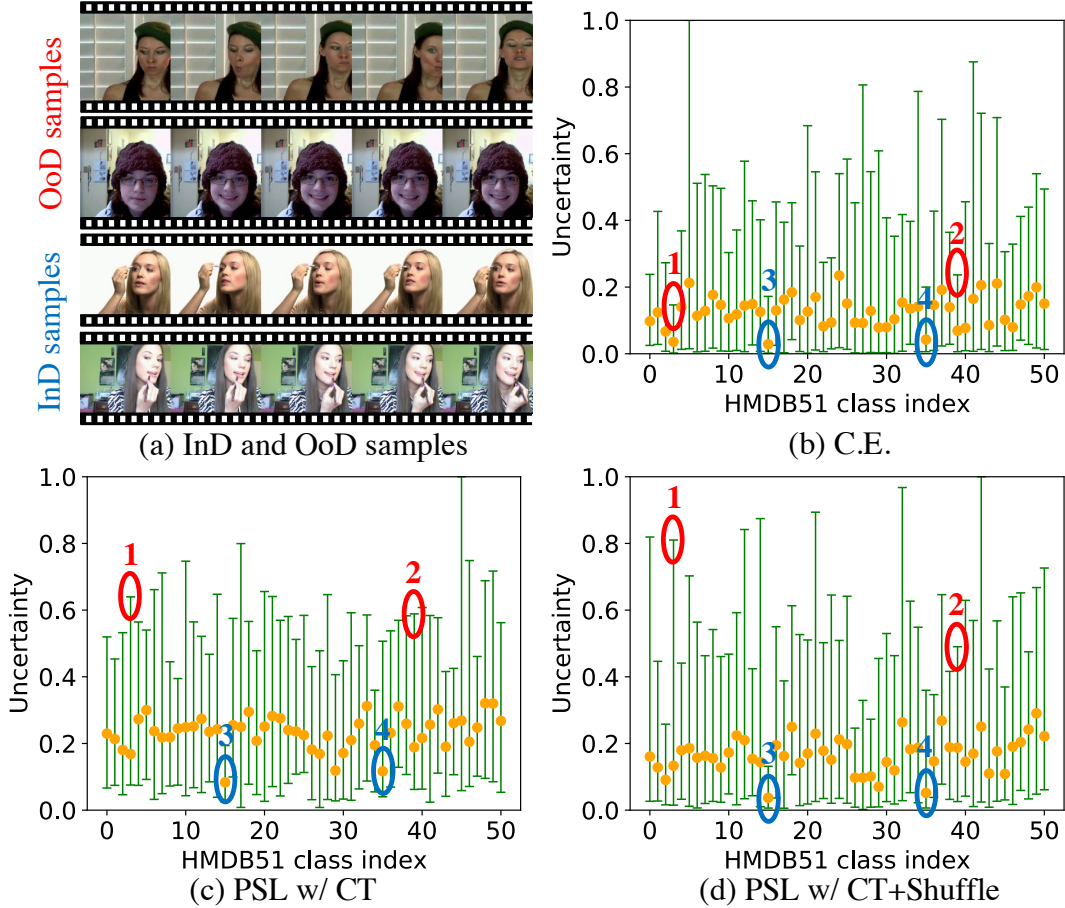 OoD samples
InD samples
(a) InD and OoD samples
1.0
0.8
0.6
0.4
0.2
0.0
Uncertainty
1
2
3
4
0 10 20 30 40 50
HMDB51 class index
(b) C.E.
1.0
0.8
0.6
0.4
0.2
0.0
Uncertainty
1
2
3
4
0 10 20 30 40 50
HMDB51 class index
(c) PSL w/ CT
1.0
0.8
0.6
0.4
0.2
0.0
Uncertainty
1
2
3
4
0 10 20 30 40 50
HMDB51 class index
(d) PSL w/ CT+Shuffle